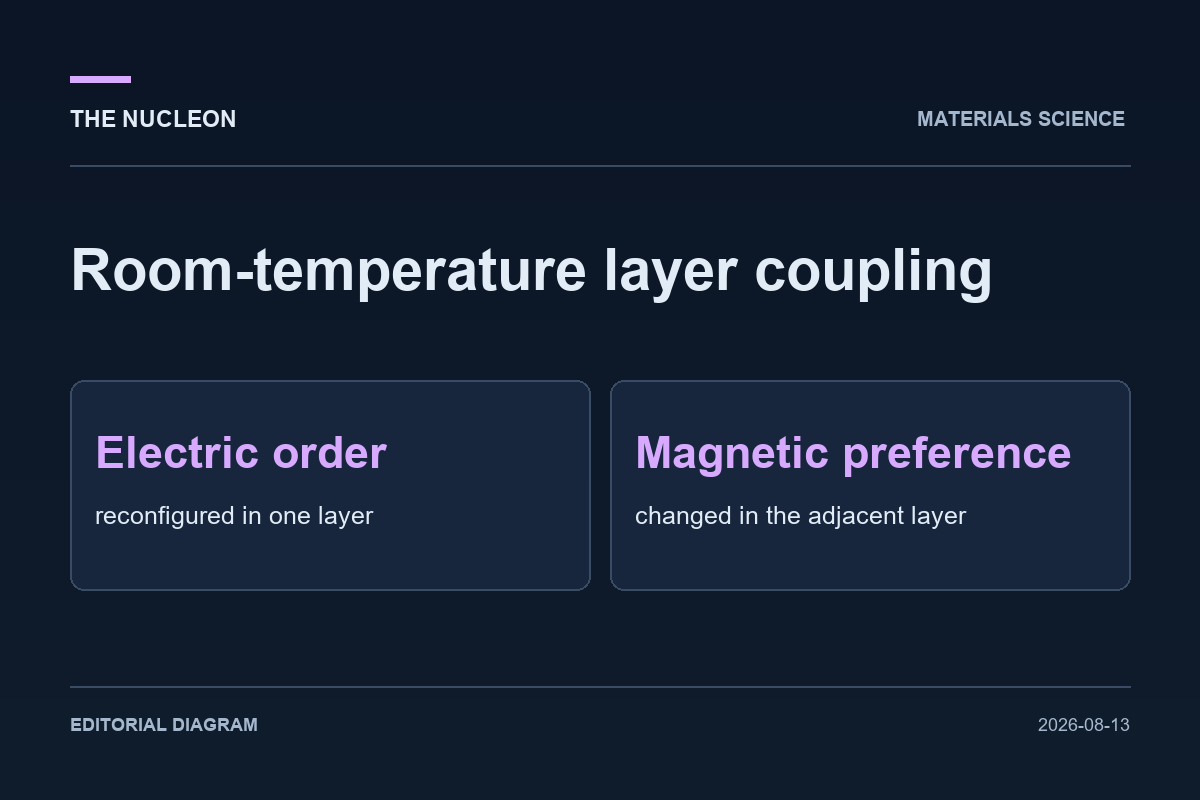 THE NUCLEON
MATERIALS SCIENCE
Room-temperature layer coupling
Electric order
reconfigured in one layer
Magnetic preference
changed in the adjacent layer
EDITORIAL DIAGRAM
2026-08-13